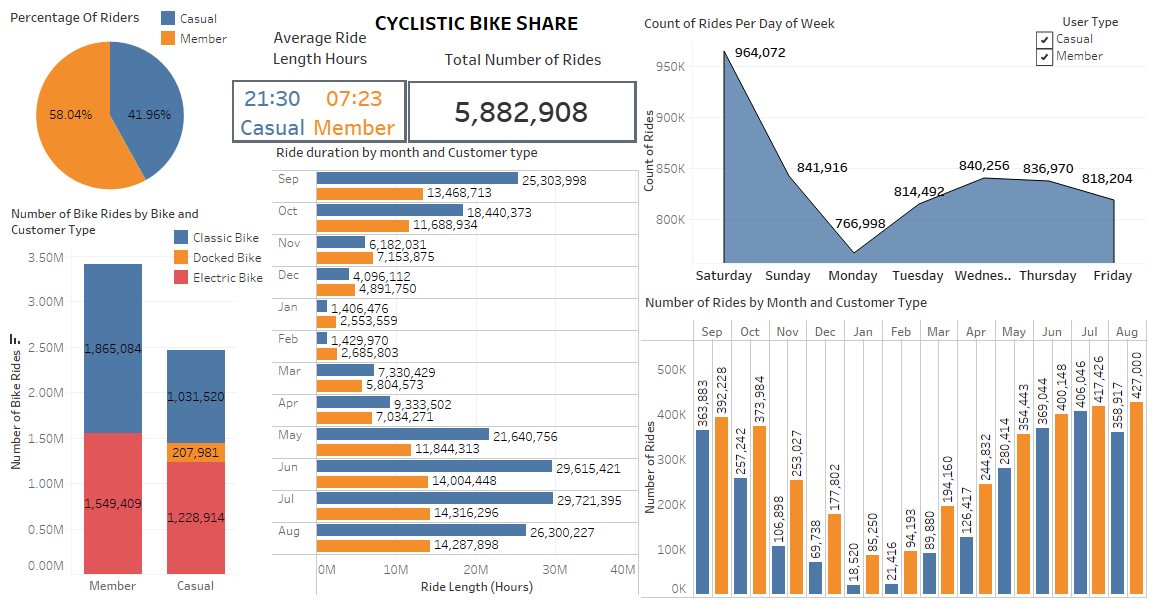 CYCLISTIC BIKE SHARE
Percentage Of Riders
Casual
Member
58.04%
41.96%
Average Ride
Length Hours
21:30 07:23
Casual Member
Total Number of Rides
5,882,908
Number of Bike Rides by Bike and
Customer Type
Classic Bike
Docked Bike
Electric Bike
Number of Bike Rides
3.50M
3.00M
2.50M
2.00M
1.50M
1.00M
0.50M
0.00M
1,865,084
1,549,409
1,031,520
207,981
1,228,914
Member
Casual
Ride duration by month and Customer type
Sep
25,303,998
13,468,713
Oct
18,440,373
11,688,934
Nov
6,182,031
7,153,875
Dec
4,096,112
4,891,750
Jan
1,406,476
2,553,559
Feb
1,429,970
2,685,803
Mar
7,330,429
5,804,573
Apr
9,333,502
7,034,271
May
21,640,756
11,844,313
Jun
29,615,421
14,004,448
Jul
29,721,395
14,316,296
Aug
26,300,227
14,287,898
0M 10M 20M 30M 40M
Ride Length (Hours)
Count of Rides Per Day of Week
User Type
Casual
Member
Count of Rides
950K
900K
850K
800K
964,072
841,916
766,998
814,492
840,256
836,970
818,204
Saturday Sunday Monday Tuesday Wednes.. Thursday Friday
Number of Rides by Month and Customer Type
Sep Oct Nov Dec Jan Feb Mar Apr May Jun Jul Aug
Number of Rides
500K
400K
300K
200K
100K
0K
363,883
392,228
257,242
373,984
106,898
253,027
69,738
177,802
18,520
85,250
21,416
94,193
89,880
194,160
126,417
244,832
280,414
354,443
369,044
400,148
406,046
417,426
358,917
427,000